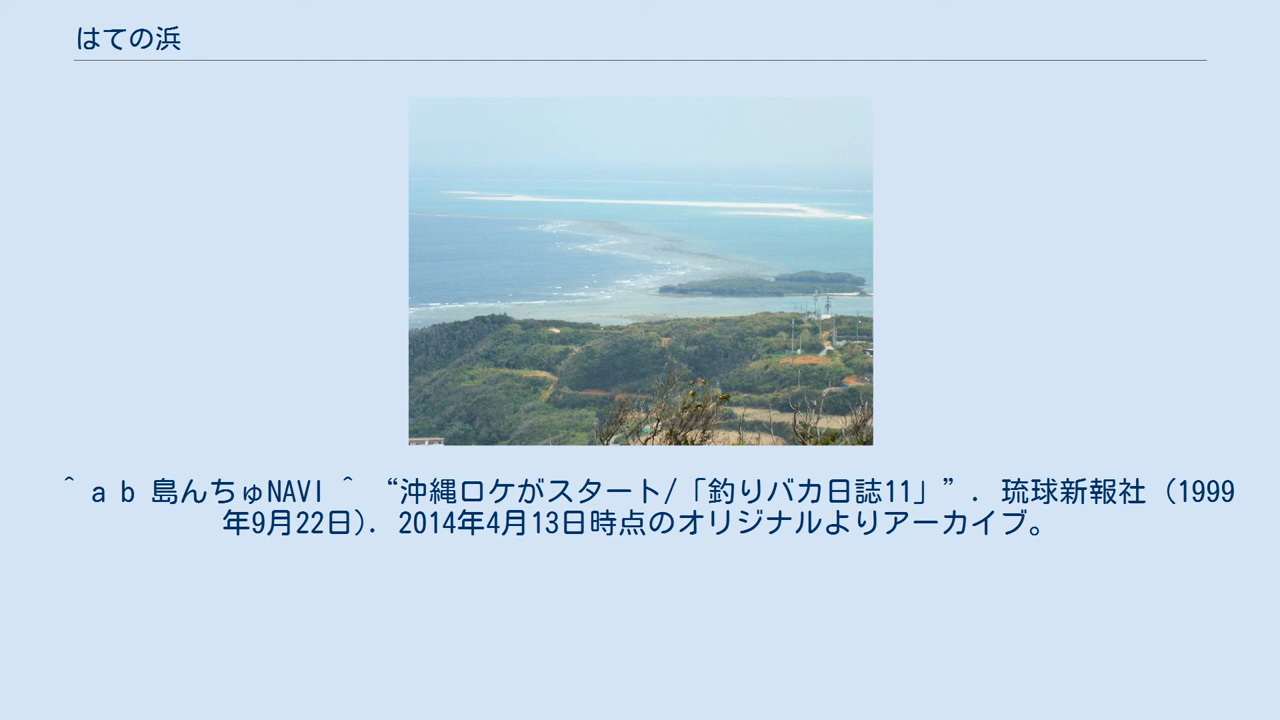 はての浜
^ a b 島んちゅNAVI ^ “沖縄ロケがスタート/「釣りバカ日誌11」”. 琉球新報社 (1999
年9月22日). 2014年4月13日時点のオリジナルよりアーカイブ。